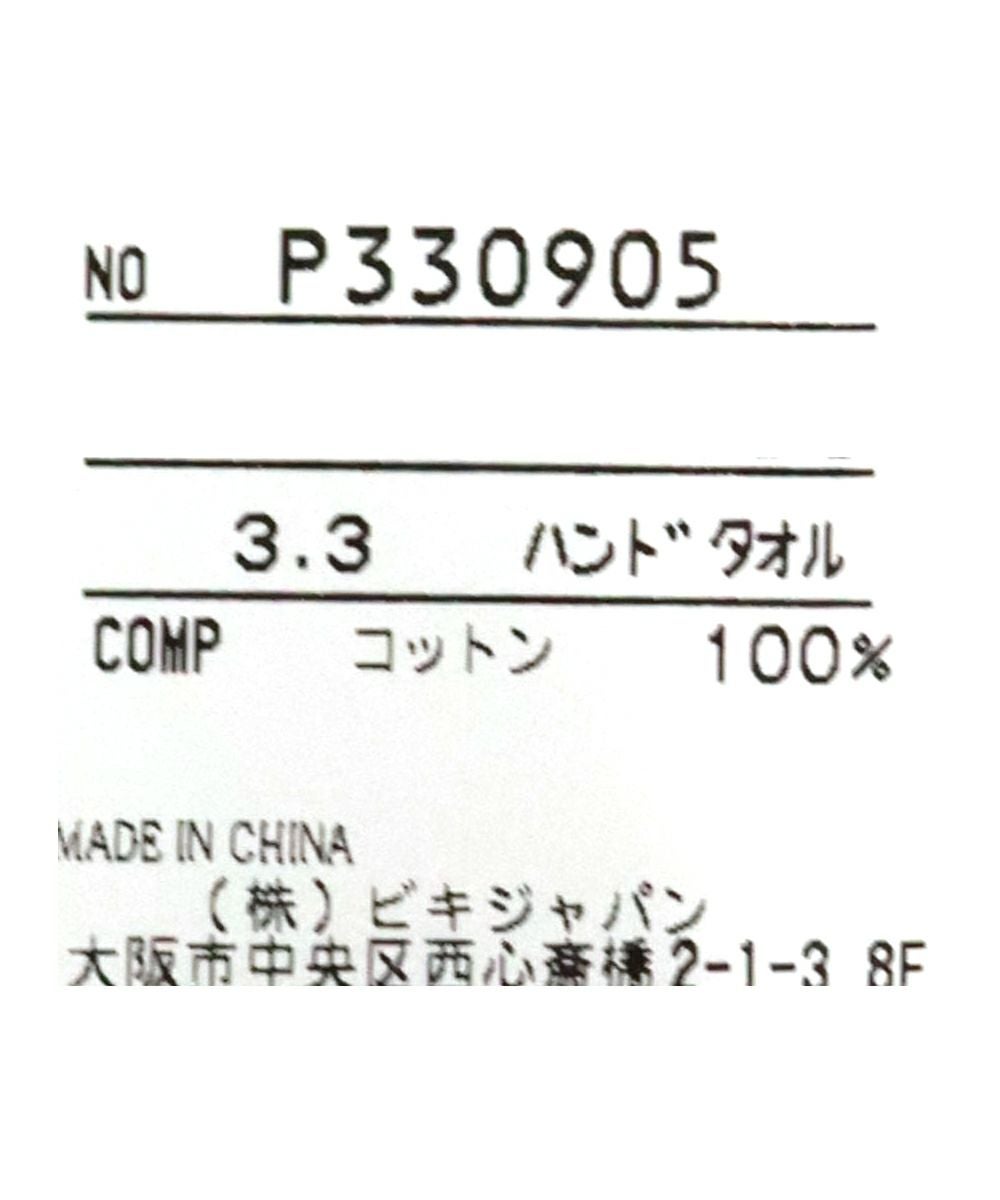 NO P330905
3.3 ハンドタオル
COMP コットン 100%
MADE IN CHINA
(株)ビキジャパン
大阪市中央区西心斎橋2-1-3 8F